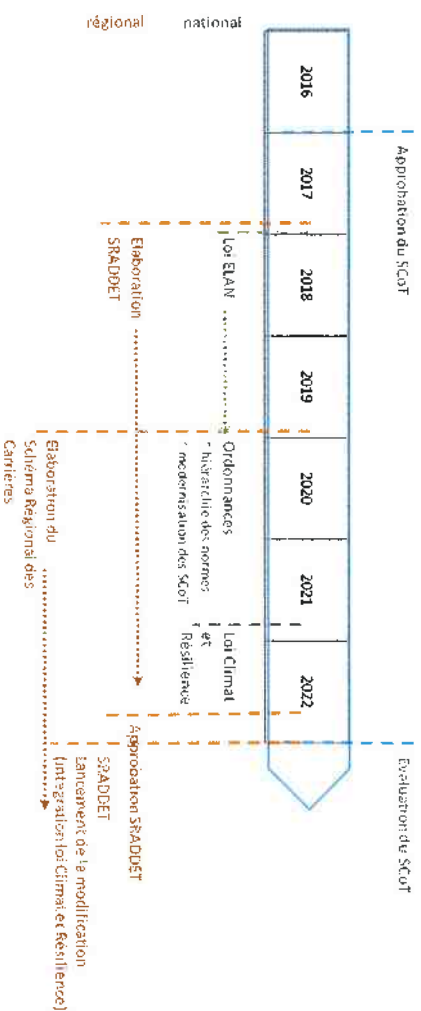 Approbation du SCoT
Evaluation du SCoT
2016
2017
2018
2019
2020
2021
2022
national
Loi ELAN
Ordonnances
- hiérarchie des normes
- modernisation des SCoT
Loi Climat
et
Résilience
régional
Elaboration
SRADDET
Approbation SRADDET
SRADDET
Lancement de la modification
(intégration loi Climat et Résilience)
Elaboration du
Schéma Régional des
Carrières